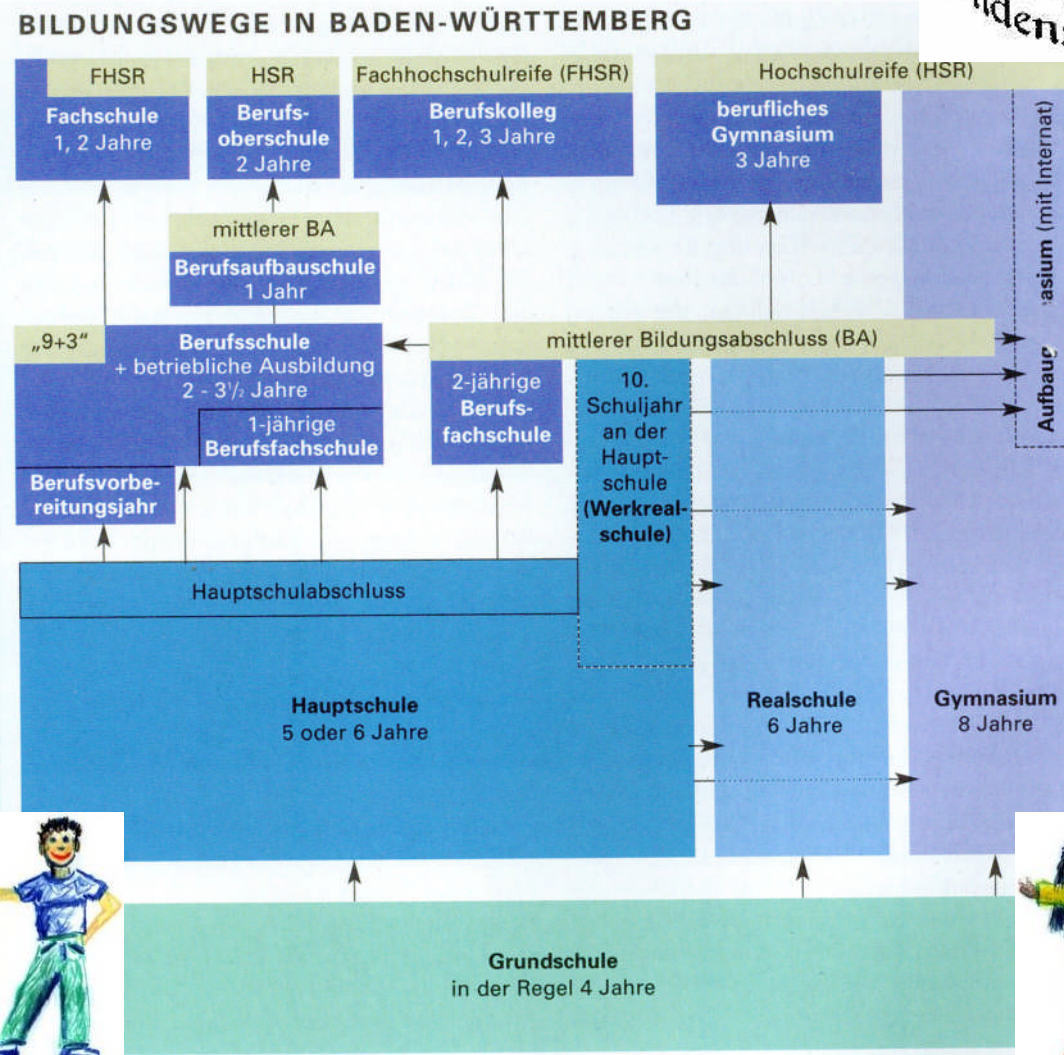 BILDUNGSWEGE IN BADEN-WÜRTTEMBERG
FHSR
Fachschule
1, 2 Jahre
HSR
Berufs-
oberschule
2 Jahre
Fachhochschulreife (FHSR)
Berufskolleg
1, 2, 3 Jahre
Hochschulreife (HSR)
berufliches
Gymnasium
3 Jahre
mittlerer BA
Berufsaufbauschule
1 Jahr
„9+3“
Berufsschule
+ betriebliche Ausbildung
2 - 3 1/2 Jahre
1-jährige
Berufsfachschule
Berufsvorbe-
reitungsjahr
mittlerer Bildungsabschluss (BA)
2-jährige
Berufs-
fachschule
10.
Schuljahr
an der
Haupt-
schule
(Werkreal-
schule)
(mit Internat)
Hauptschulabschluss
Hauptschule
5 oder 6 Jahre
Realschule
6 Jahre
Gymnasium
8 Jahre
Grundschule
in der Regel 4 Jahre